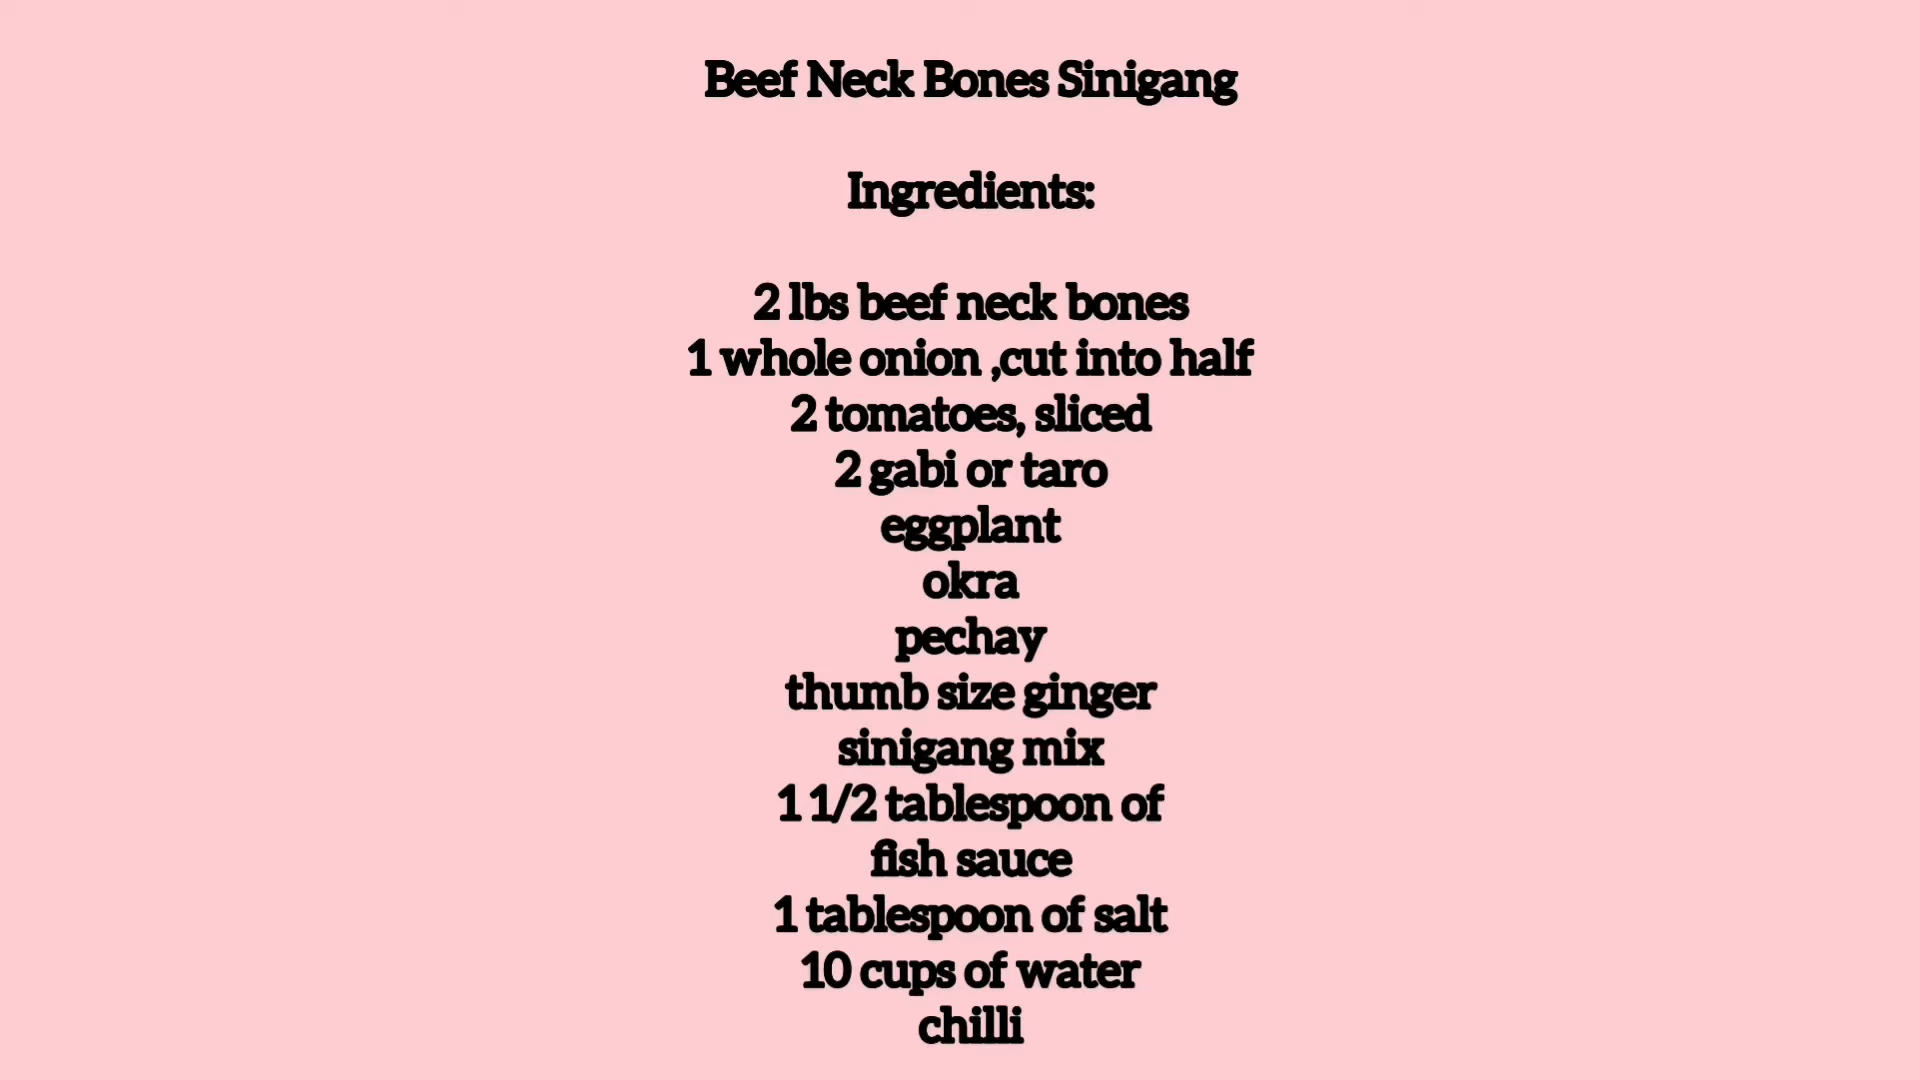 Beef Neck Bones Sinigang
Ingredients:
2 lbs beef neck bones
1 whole onion ,cut into half
2 tomatoes, sliced
2 gabi or taro
eggplant
okra
pechay
thumb size ginger
sinigang mix
1 1/2 tablespoon of
fish sauce
1 tablespoon of salt
10 cups of water
chilli